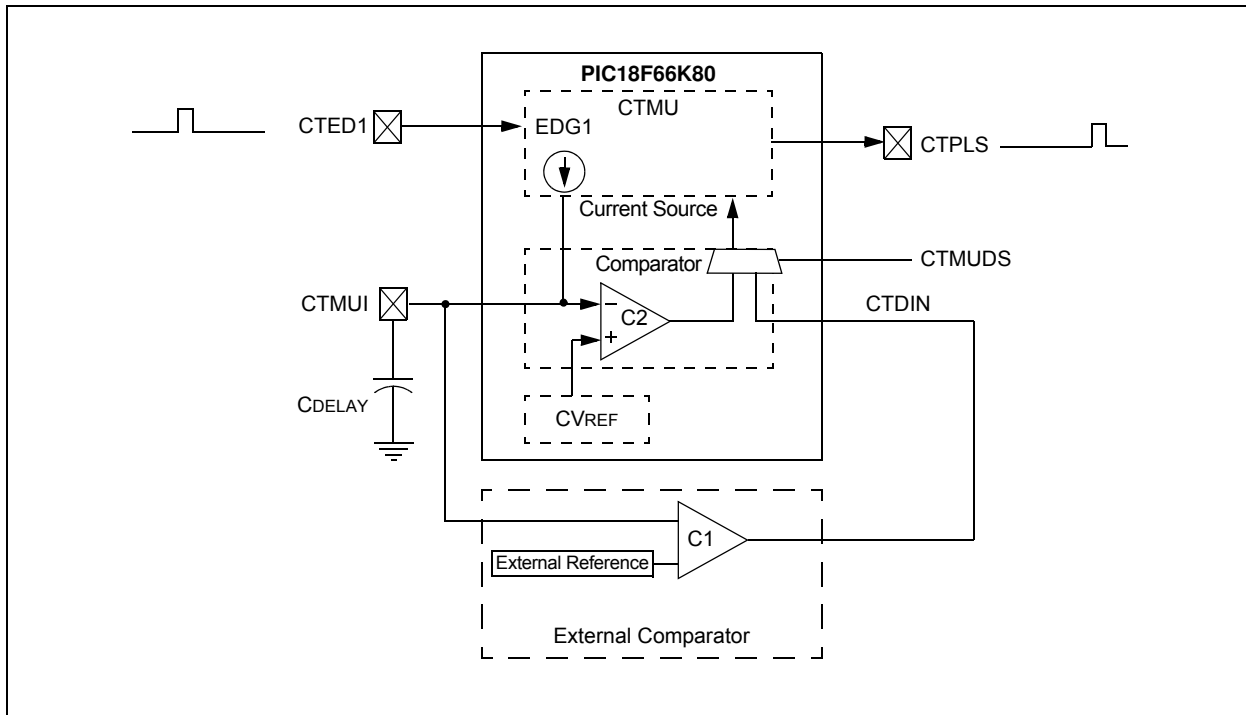 PIC18F66K80
CTMU
CTED1
EDG1
CTPLS
Current Source
Comparator
CTMUDS
CTMUI
CTDIN
−
C2
+
CDELAY
CVREF
C1
External Reference
External Comparator